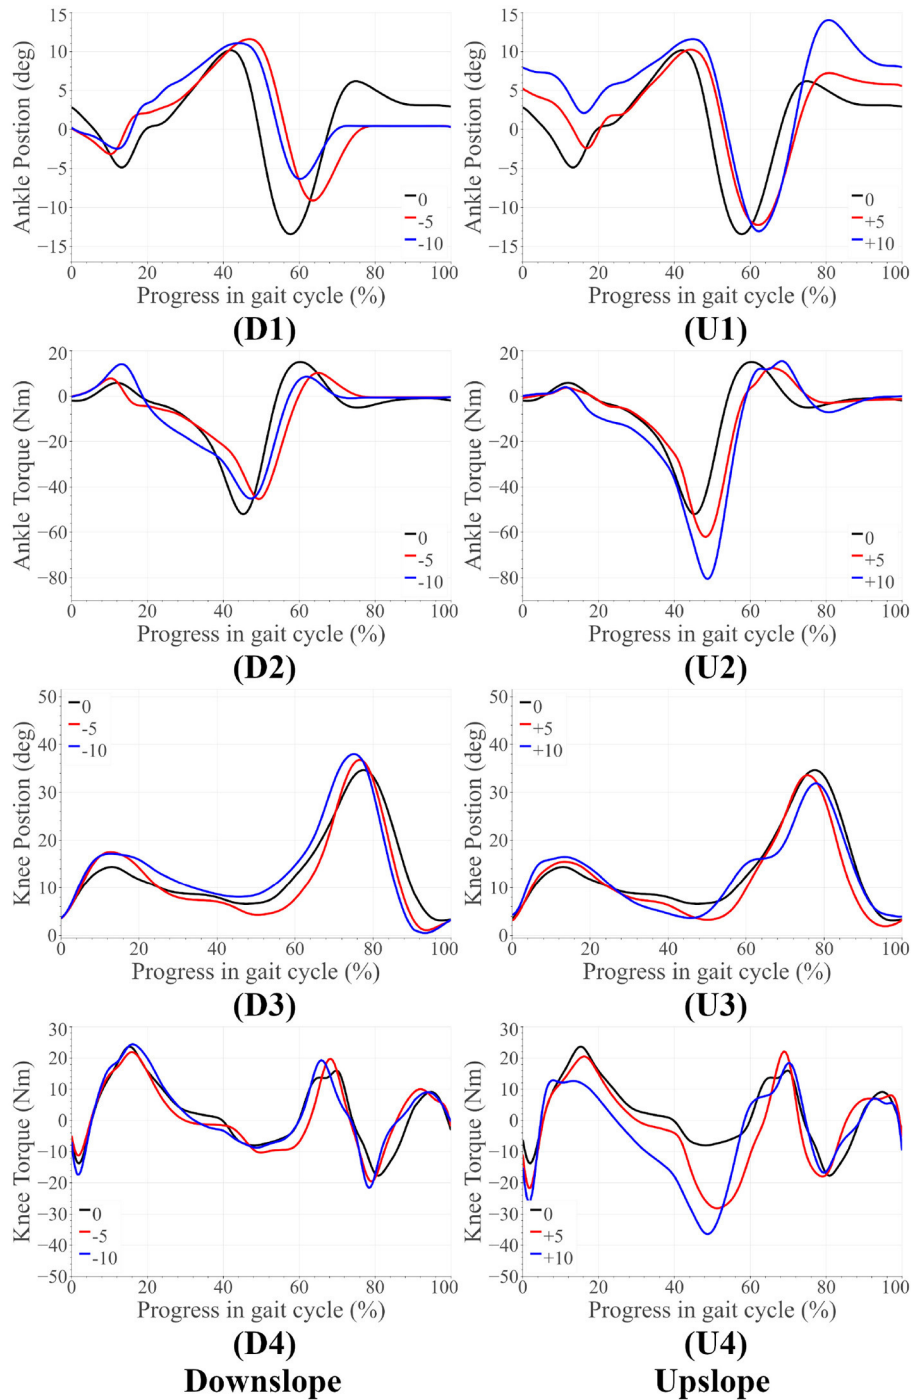 Ankle Postion (deg)
15
10
5
0
−5
−10
−15
0
-5
-10
0 20 40 60 80 100
Progress in gait cycle (%)
(D1)
Ankle Postion (deg)
15
10
5
0
−5
−10
−15
0
+5
+10
0 20 40 60 80 100
Progress in gait cycle (%)
(U1)
Ankle Torque (Nm)
20
0
−20
−40
−60
−80
0
-5
-10
0 20 40 60 80 100
Progress in gait cycle (%)
(D2)
Ankle Torque (Nm)
20
0
−20
−40
−60
−80
0
+5
+10
0 20 40 60 80 100
Progress in gait cycle (%)
(U2)
Knee Postion (deg)
50
40
30
20
10
0
0
-5
-10
0 20 40 60 80 100
Progress in gait cycle (%)
(D3)
Knee Postion (deg)
50
40
30
20
10
0
0
+5
+10
0 20 40 60 80 100
Progress in gait cycle (%)
(U3)
Knee Torque (Nm)
30
20
10
0
−10
−20
−30
−40
−50
0
-5
-10
0 20 40 60 80 100
Progress in gait cycle (%)
(D4)
Downslope
Knee Torque (Nm)
30
20
10
0
−10
−20
−30
−40
−50
0
+5
+10
0 20 40 60 80 100
Progress in gait cycle (%)
(U4)
Upslope